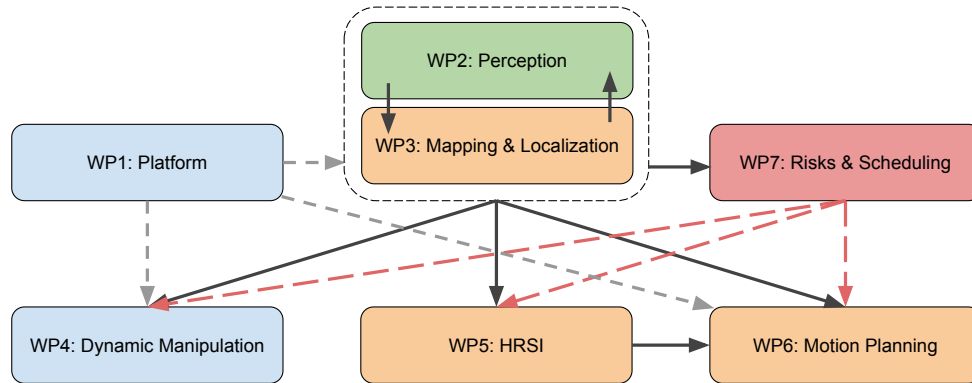 WP2: Perception
WP3: Mapping & Localization
WP1: Platform
WP7: Risks & Scheduling
WP4: Dynamic Manipulation
WP5: HRSI
WP6: Motion Planning